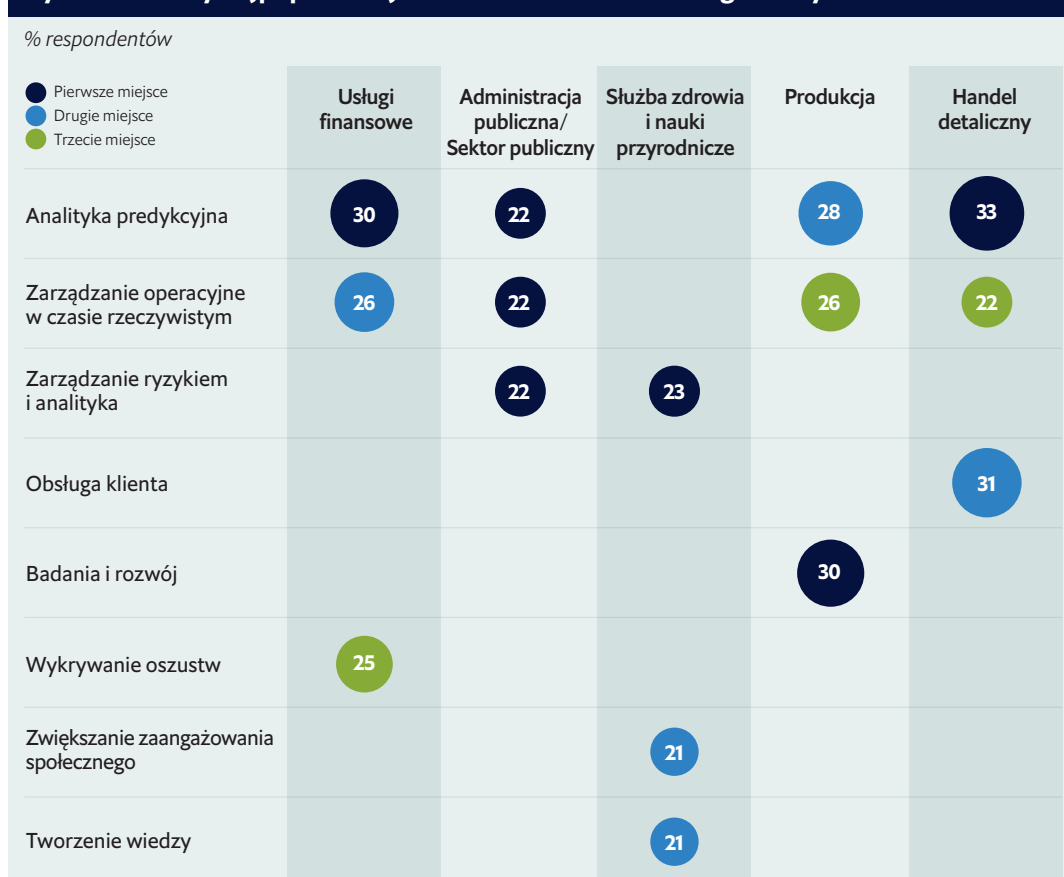 % respondentów
Pierwsze miejsce
Drugie miejsce
Trzecie miejsce
Usługi
finansowe
Administracja
publiczna/
Sektor publiczny
Służba zdrowia
i nauki
przyrodnicze
Produkcja
Handel
detaliczny
Analityka predykcyjna
30
22
28
33
Zarządzanie operacyjne
w czasie rzeczywistym
26
22
26
22
Zarządzanie ryzykiem
i analityka
22
23
Obsługa klienta
31
Badania i rozwój
30
Wykrywanie oszustw
25
Zwiększanie zaangażowania
społecznego
21
Tworzenie wiedzy
21